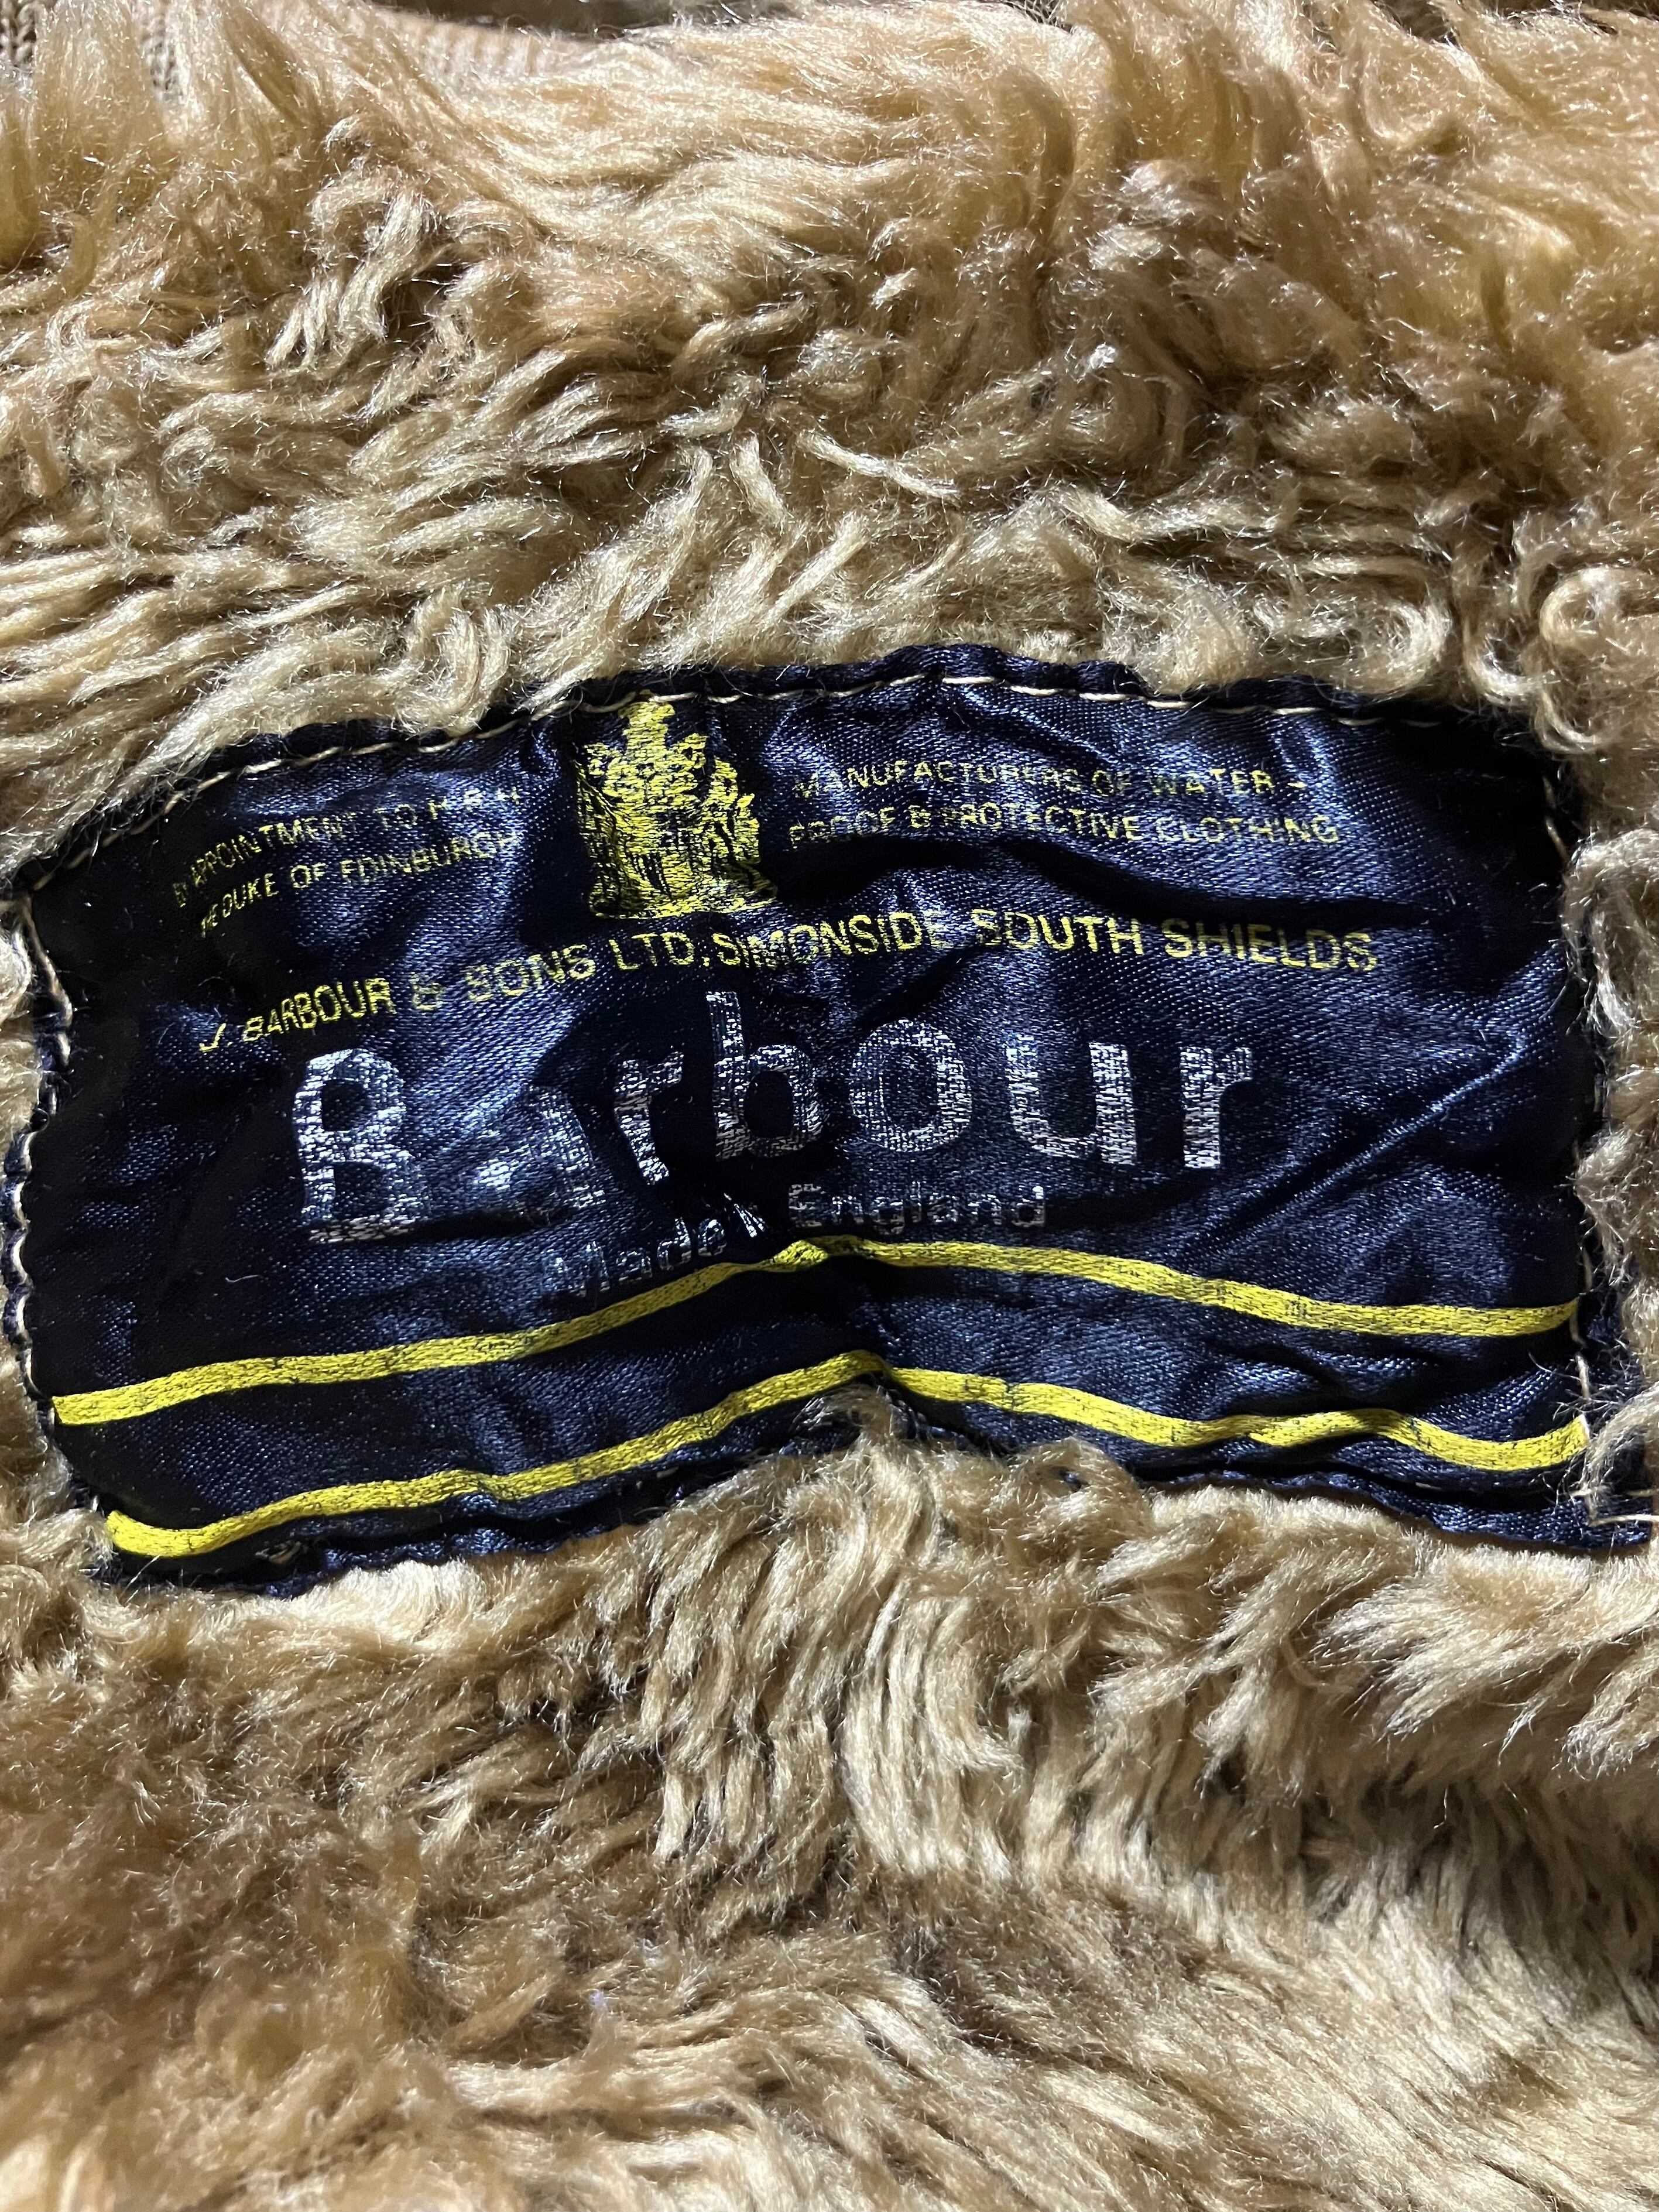 BY APPOINTMENT TO H.R.H
THE DUKE OF EDINBURGH
MANUFACTURERS OF WATER -
PROOF & PROTECTIVE CLOTHING
J. BARBOUR & SONS LTD, SIMONSIDE SOUTH SHIELDS
Barbour
Made in England